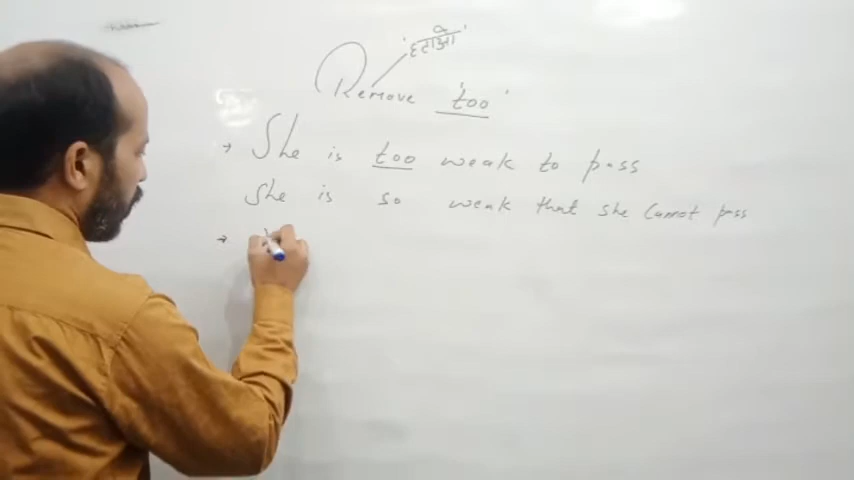 हटाओ
Remove 'too'
→ She is too weak to pass
She is so weak that she cannot pass
→